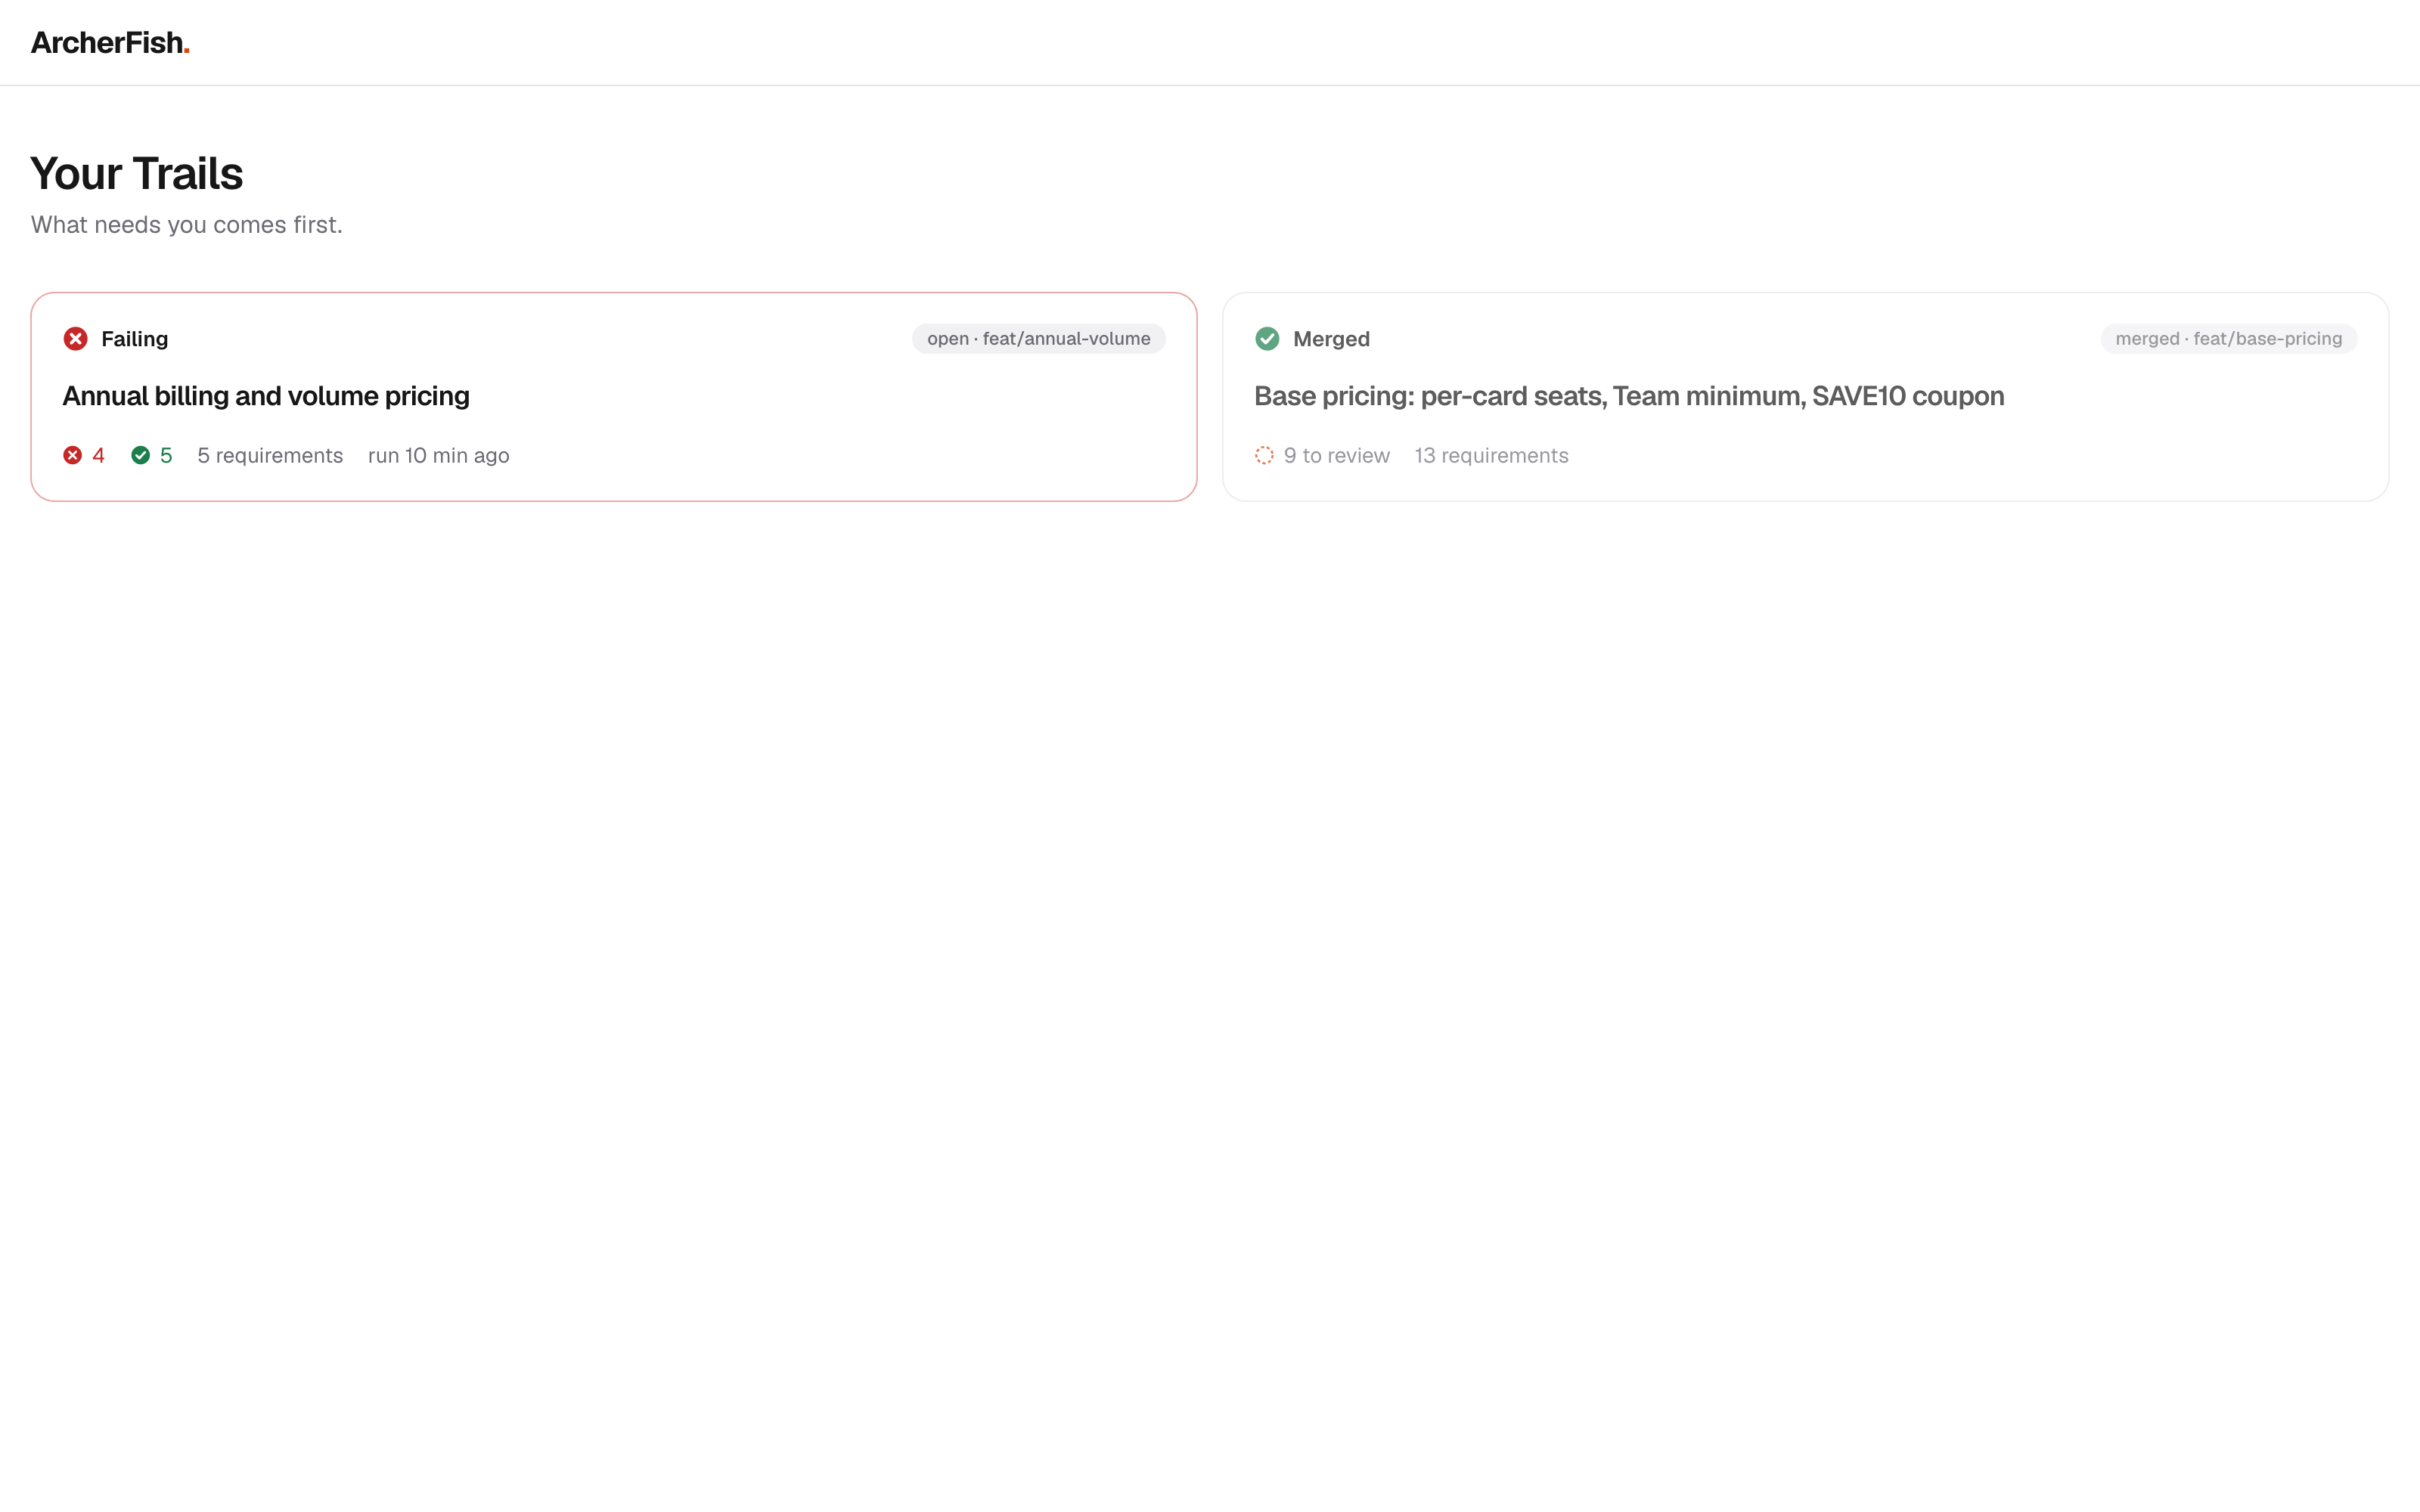 ArcherFish.
Your Trails
What needs you comes first.
Failing
open · feat/annual-volume
Annual billing and volume pricing
4 5 5 requirements run 10 min ago
Merged
merged · feat/base-pricing
Base pricing: per-card seats, Team minimum, SAVE10 coupon
9 to review 13 requirements